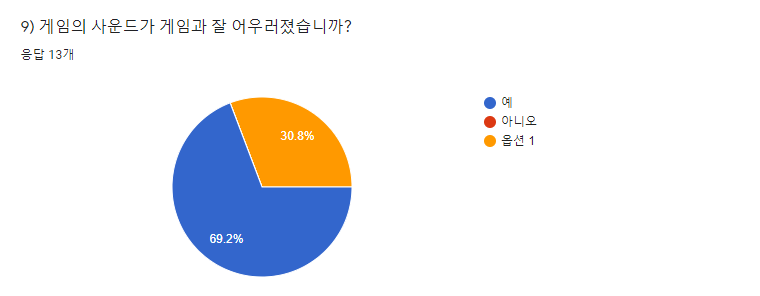 9) 게임의 사운드가 게임과 잘 어우러졌습니까?
응답 13개
예
아니오
옵션 1
30.8%
69.2%